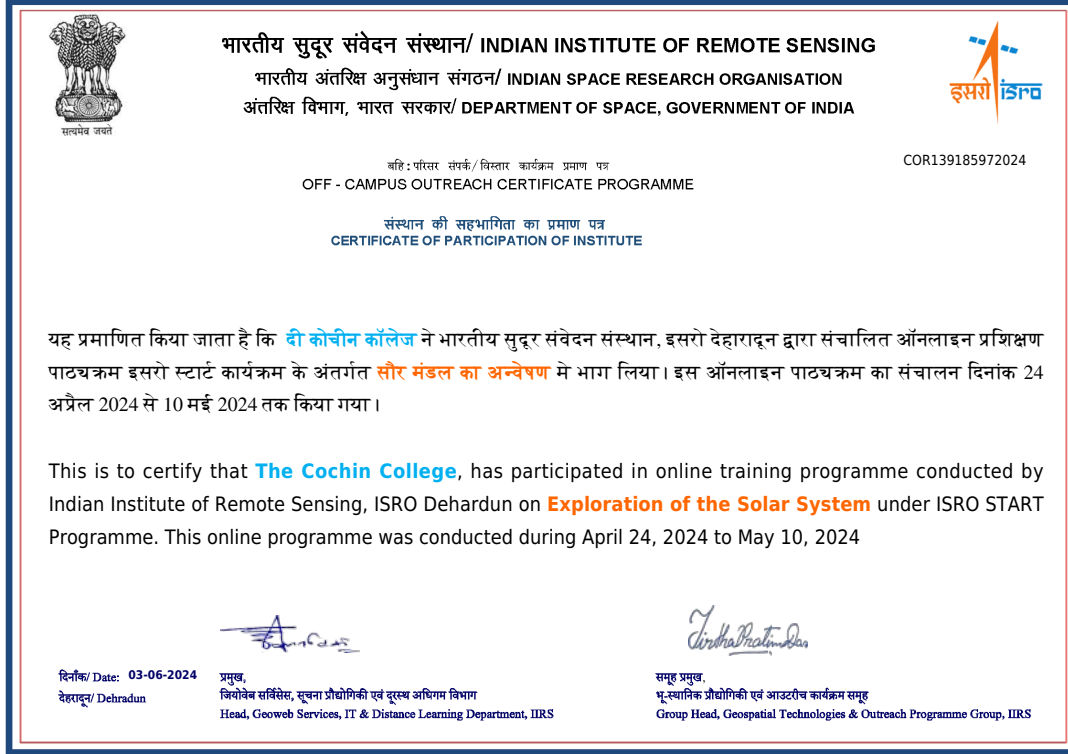 भारतीय सुदूर संवेदन संस्थान/ INDIAN INSTITUTE OF REMOTE SENSING
भारतीय अंतरिक्ष अनुसंधान संगठन/ INDIAN SPACE RESEARCH ORGANISATION
अंतरिक्ष विभाग, भारत सरकार/ DEPARTMENT OF SPACE, GOVERNMENT OF INDIA
सत्यमेव जयते
इसरो isro
COR139185972024
बहि : परिसर संपर्क/ विस्तार कार्यक्रम प्रमाण पत्र
OFF - CAMPUS OUTREACH CERTIFICATE PROGRAMME
संस्थान की सहभागिता का प्रमाण पत्र
CERTIFICATE OF PARTICIPATION OF INSTITUTE
यह प्रमाणित किया जाता है कि दी कोचीन कॉलेज ने भारतीय सुदूर संवेदन संस्थान, इसरो देहारादून द्वारा संचालित ऑनलाइन प्रशिक्षण
पाठ्यक्रम इसरो स्टार्ट कार्यक्रम के अंतर्गत सौर मंडल का अन्वेषण मे भाग लिया। इस ऑनलाइन पाठ्यक्रम का संचालन दिनांक 24
अप्रैल 2024 से 10 मई 2024 तक किया गया।
This is to certify that The Cochin College, has participated in online training programme conducted by
Indian Institute of Remote Sensing, ISRO Dehardun on Exploration of the Solar System under ISRO START
Programme. This online programme was conducted during April 24, 2024 to May 10, 2024
TirthaPratimDas
दिनाँक/ Date: 03-06-2024
देहरादून/ Dehradun
प्रमुख,
जियोवेब सर्विसेस, सूचना प्रौद्योगिकी एवं दूरस्थ अधिगम विभाग
Head, Geoweb Services, IT & Distance Learning Department, IIRS
समूह प्रमुख,
भू-स्थानिक प्रौद्योगिकी एवं आउटरीच कार्यक्रम समूह
Group Head, Geospatial Technologies & Outreach Programme Group, IIRS